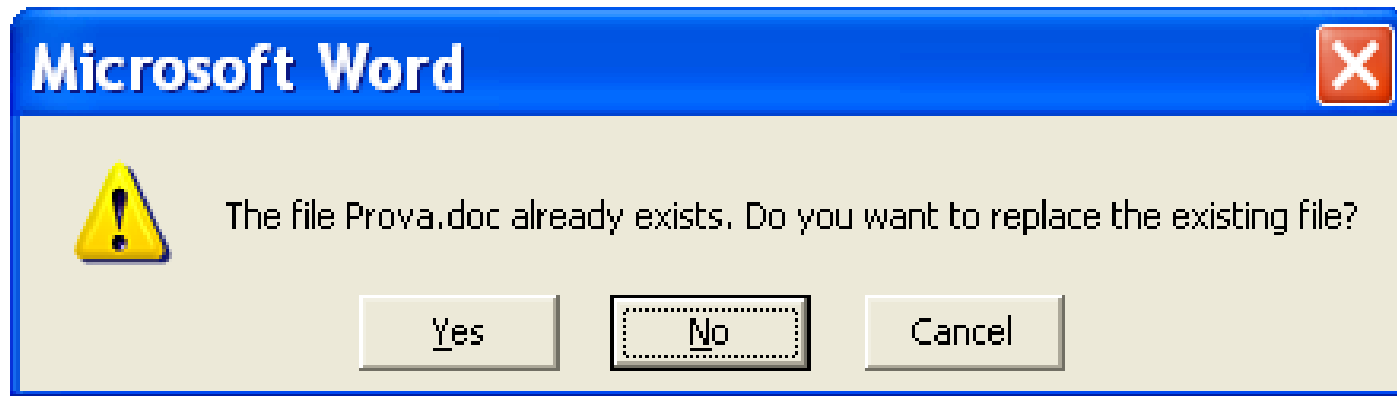 Microsoft Word
The file Prova.doc already exists. Do you want to replace the existing file?
Yes No Cancel